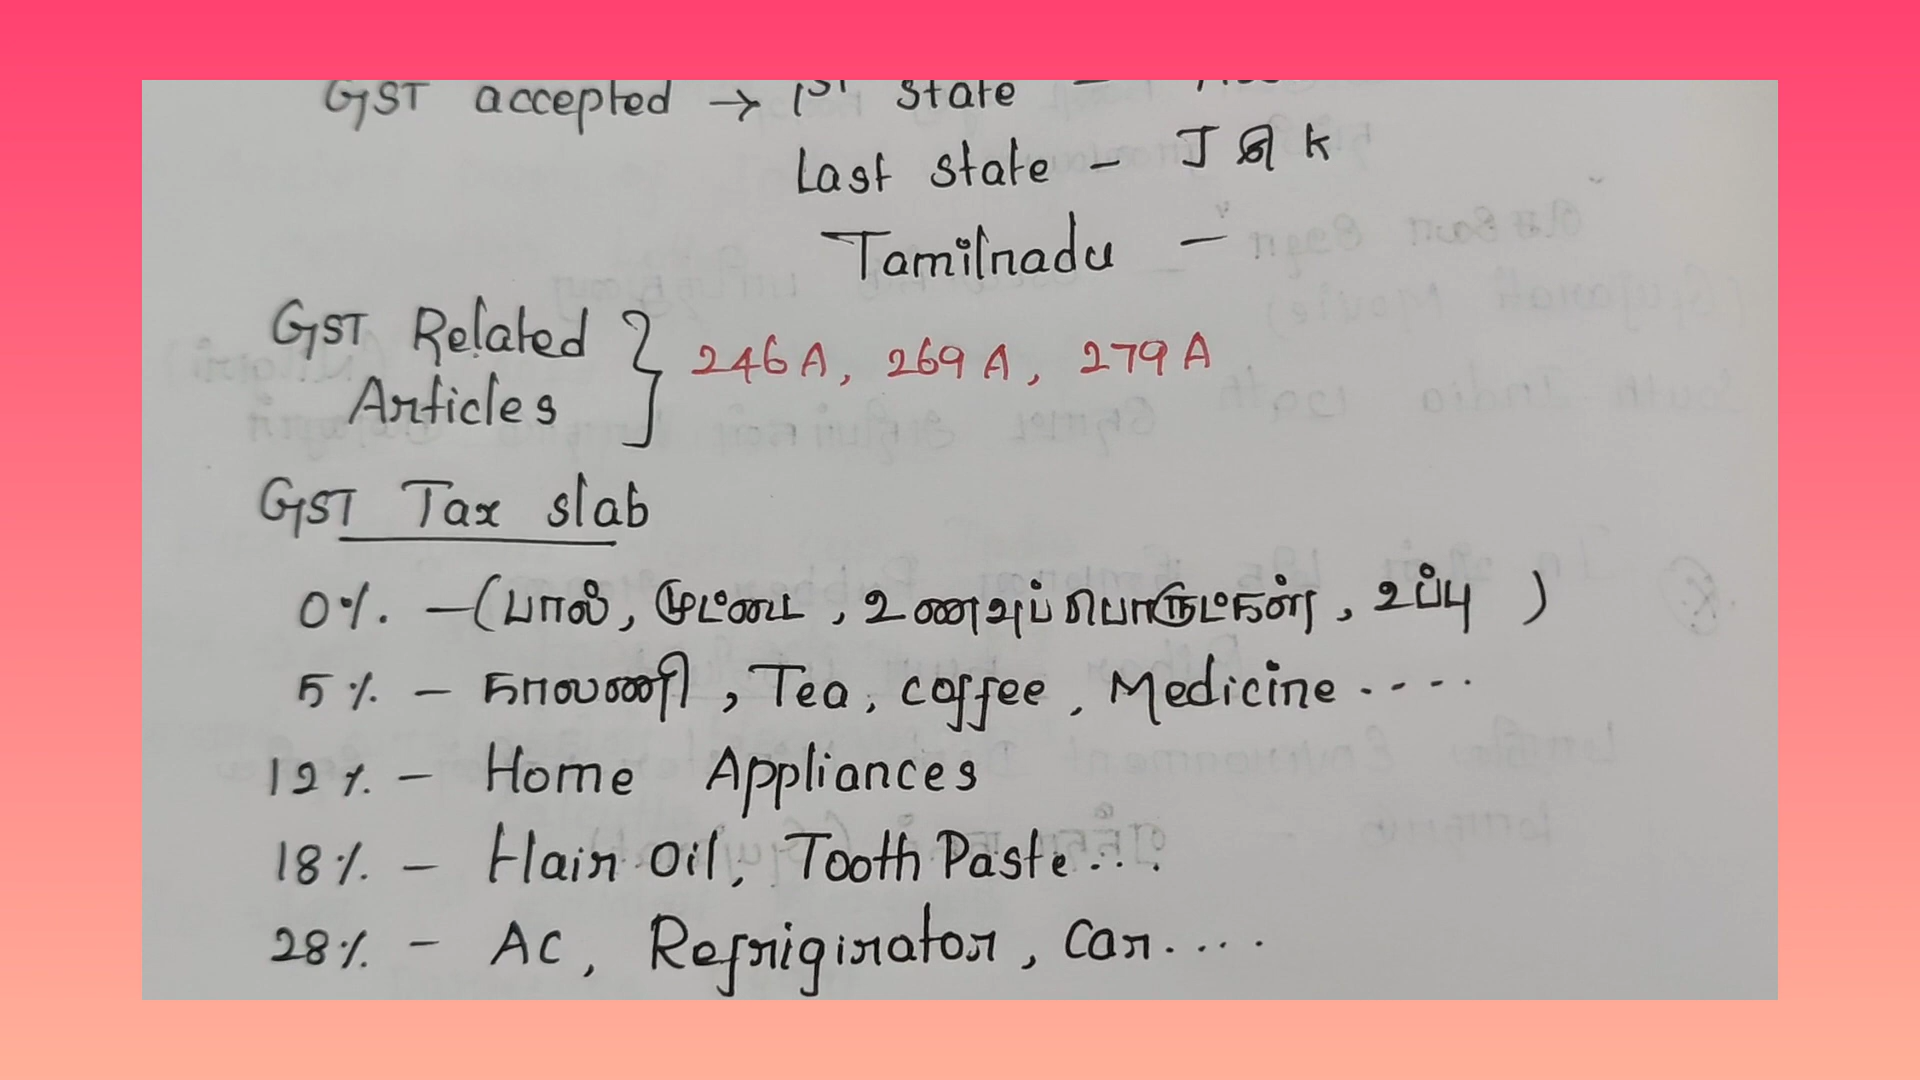 GST accepted → 1st state –
Last state – J & K
Tamilnadu –
GST Related Articles } 246A, 269A, 279A
GST Tax slab
0%. – (பால், முட்டை, உணவுப்பொருட்கள், உப்பு)
5%. – காலணி, Tea, coffee, Medicine....
12%. – Home Appliances
18%. – Hair Oil, Tooth Paste...
28%. – AC, Refrigirator, Car....